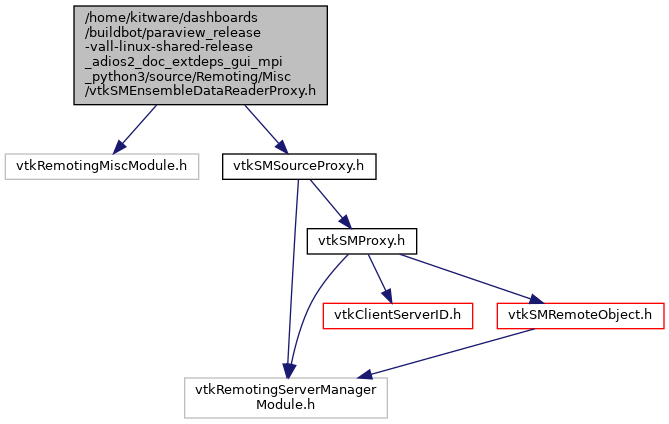 /home/kitware/dashboards
/buildbot/paraview_release
-vall-linux-shared-release
_adios2_doc_extdeps_gui_mpi
_python3/source/Remoting/Misc
/vtkSMEnsembleDataReaderProxy.h
vtkRemotingMiscModule.h
vtkSMSourceProxy.h
vtkSMProxy.h
vtkClientServerID.h
vtkSMRemoteObject.h
vtkRemotingServerManager
Module.h